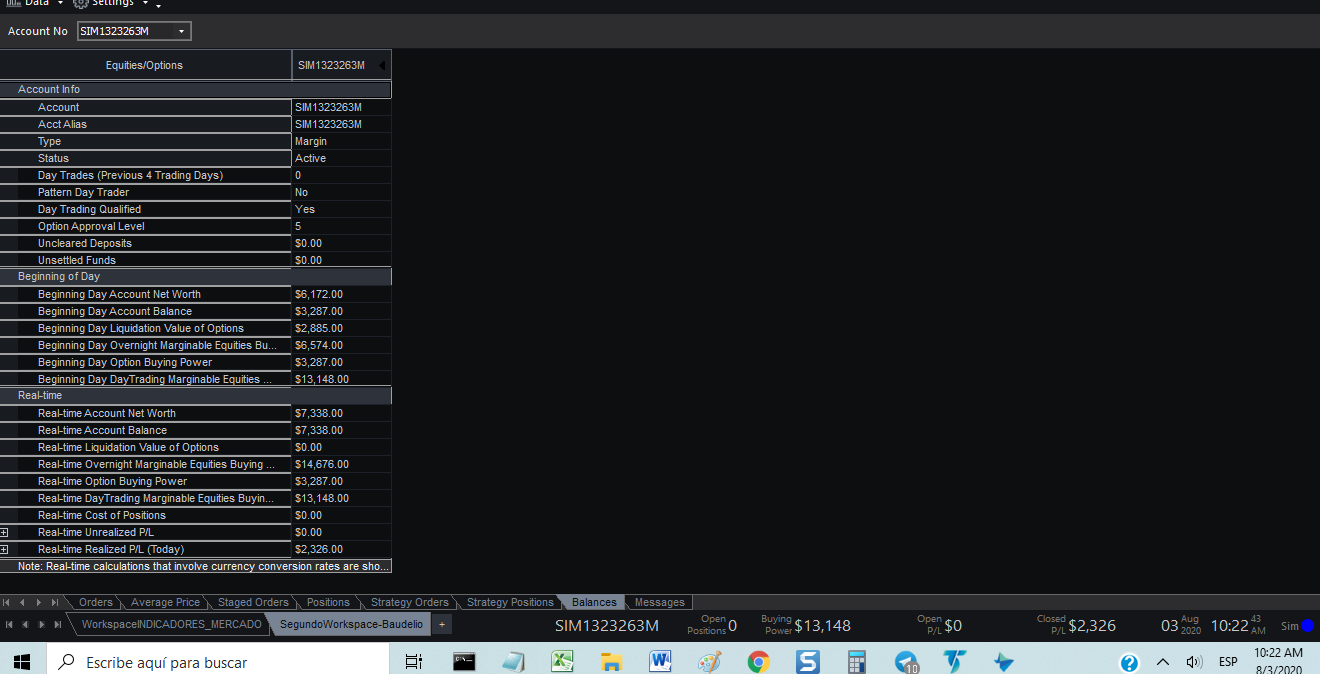 Data Settings
Account No SIM1323263M
Equities/Options SIM1323263M
Account Info
Account SIM1323263M
Acct Alias SIM1323263M
Type Margin
Status Active
Day Trades (Previous 4 Trading Days) 0
Pattern Day Trader No
Day Trading Qualified Yes
Option Approval Level 5
Uncleared Deposits $0.00
Unsettled Funds $0.00
Beginning of Day
Beginning Day Account Net Worth $6,172.00
Beginning Day Account Balance $3,287.00
Beginning Day Liquidation Value of Options $2,885.00
Beginning Day Overnight Marginable Equities Bu... $6,574.00
Beginning Day Option Buying Power $3,287.00
Beginning Day DayTrading Marginable Equities ... $13,148.00
Real-time
Real-time Account Net Worth $7,338.00
Real-time Account Balance $7,338.00
Real-time Liquidation Value of Options $0.00
Real-time Overnight Marginable Equities Buying ... $14,676.00
Real-time Option Buying Power $3,287.00
Real-time DayTrading Marginable Equities Buyin... $13,148.00
Real-time Cost of Positions $0.00
Real-time Unrealized P/L $0.00
Real-time Realized P/L (Today) $2,326.00
Note: Real-time calculations that involve currency conversion rates are sho...
Orders Average Price Staged Orders Positions Strategy Orders Strategy Positions Balances Messages
WorkspaceINDICADORES_MERCADO SegundoWorkspace-Baudelio + SIM1323263M Open Positions 0 Buying Power $13,148 Open P/L $0 Closed P/L $2,326 03 Aug 2020 10:22 43 AM Sim
Escribe aquí para buscar 10 ESP 10:22 AM
8/3/2020